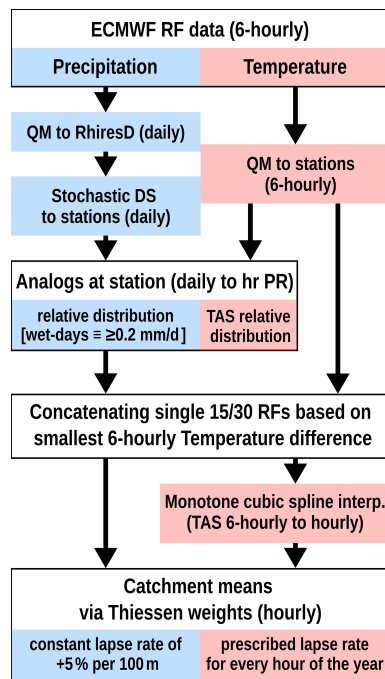 ECMWF RF data (6-hourly)
Precipitation
Temperature
QM to RhiresD (daily)
QM to stations
(6-hourly)
Stochastic DS
to stations (daily)
Analogs at station (daily to hr PR)
relative distribution
[wet-days ≡ ≥0.2 mm/d]
TAS relative
distribution
Concatenating single 15/30 RFs based on
smallest 6-hourly Temperature difference
Monotone cubic spline interp.
(TAS 6-hourly to hourly)
Catchment means
via Thiessen weights (hourly)
constant lapse rate of
+5 % per 100 m
prescribed lapse rate
for every hour of the year